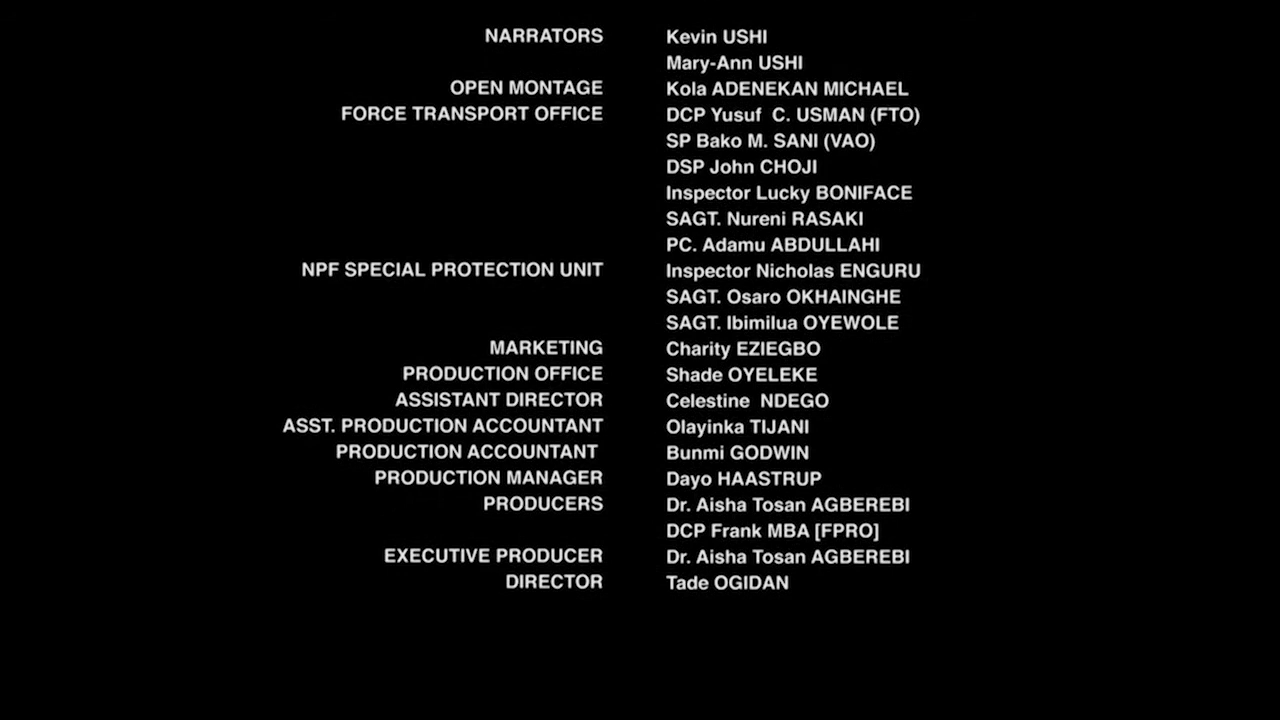 NARRATORS Kevin USHI
Mary-Ann USHI
OPEN MONTAGE Kola ADENEKAN MICHAEL
FORCE TRANSPORT OFFICE DCP Yusuf C. USMAN (FTO)
SP Bako M. SANI (VAO)
DSP John CHOJI
Inspector Lucky BONIFACE
SAGT. Nureni RASAKI
PC. Adamu ABDULLAHI
NPF SPECIAL PROTECTION UNIT Inspector Nicholas ENGURU
SAGT. Osaro OKHAINGHE
SAGT. Ibimilua OYEWOLE
MARKETING Charity EZIEGBO
PRODUCTION OFFICE Shade OYELEKE
ASSISTANT DIRECTOR Celestine NDEGO
ASST. PRODUCTION ACCOUNTANT Olayinka TIJANI
PRODUCTION ACCOUNTANT Bunmi GODWIN
PRODUCTION MANAGER Dayo HAASTRUP
PRODUCERS Dr. Aisha Tosan AGBEREBI
DCP Frank MBA [FPRO]
EXECUTIVE PRODUCER Dr. Aisha Tosan AGBEREBI
DIRECTOR Tade OGIDAN